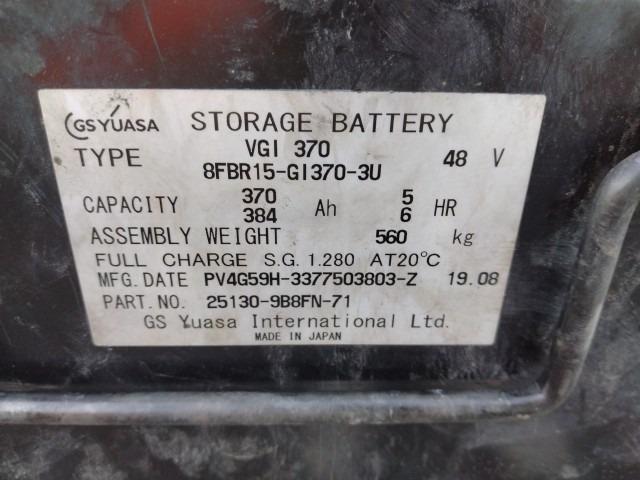 GS YUASA STORAGE BATTERY
TYPE VGI 370 48 V
8FBR15-GI370-3U
CAPACITY 370 Ah 5 HR
384 6
ASSEMBLY WEIGHT 560 kg
FULL CHARGE S.G. 1.280 AT20°C
MFG.DATE PV4G59H-3377503803-Z 19.08
PART.NO. 25130-9B8FN-71
GS Yuasa International Ltd.
MADE IN JAPAN